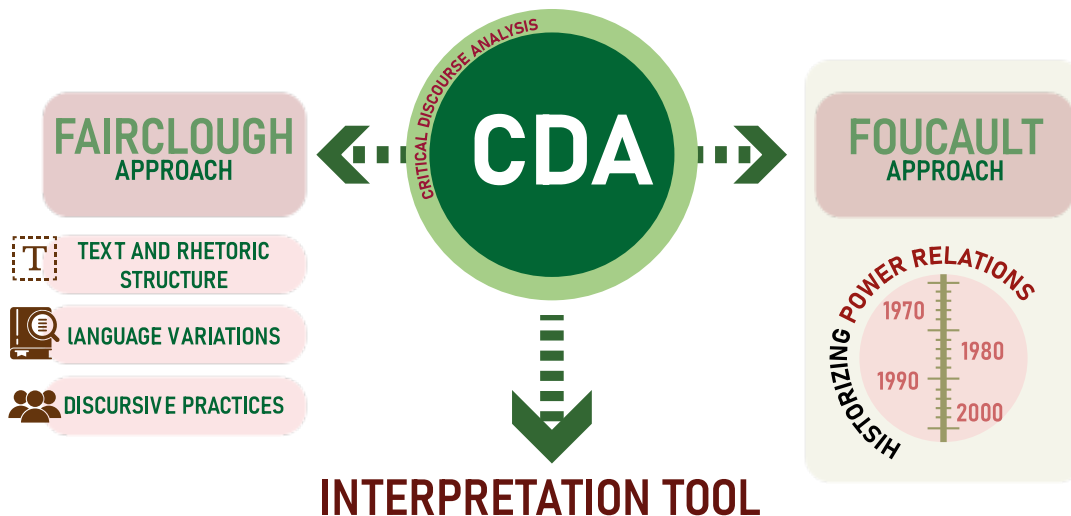 CRITICAL DISCOURSE ANALYSIS
CDA
FAIRCLOUGH
APPROACH
T
TEXT AND RHETORIC
STRUCTURE
LANGUAGE VARIATIONS
DISCURSIVE PRACTICES
FOUCAULT
APPROACH
HISTORIZING POWER RELATIONS
1970
1980
1990
2000
INTERPRETATION TOOL